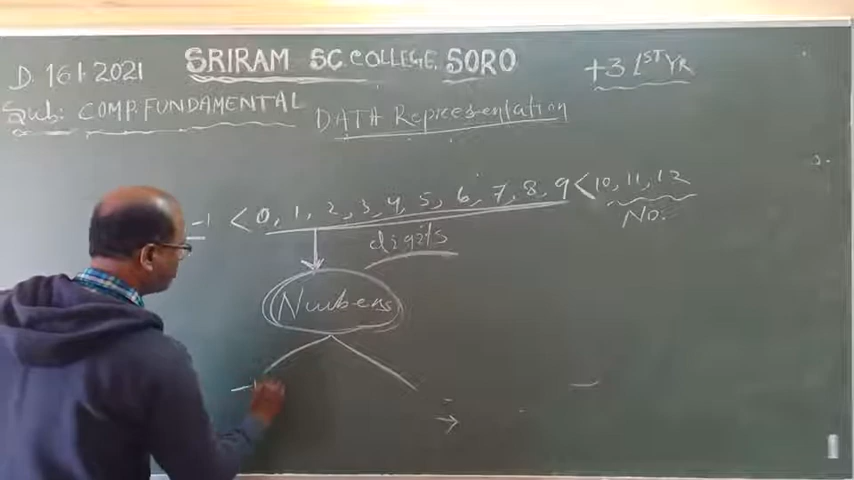 SRIRAM SC COLLEGE, SORO
D. 16 1 2021
+3 1ST YR
Sub: COMP. FUNDAMENTAL
DATA Representation
-1 < 0, 1, 2, 3, 4, 5, 6, 7, 8, 9 < 10, 11, 12
No.
digits
Numbers